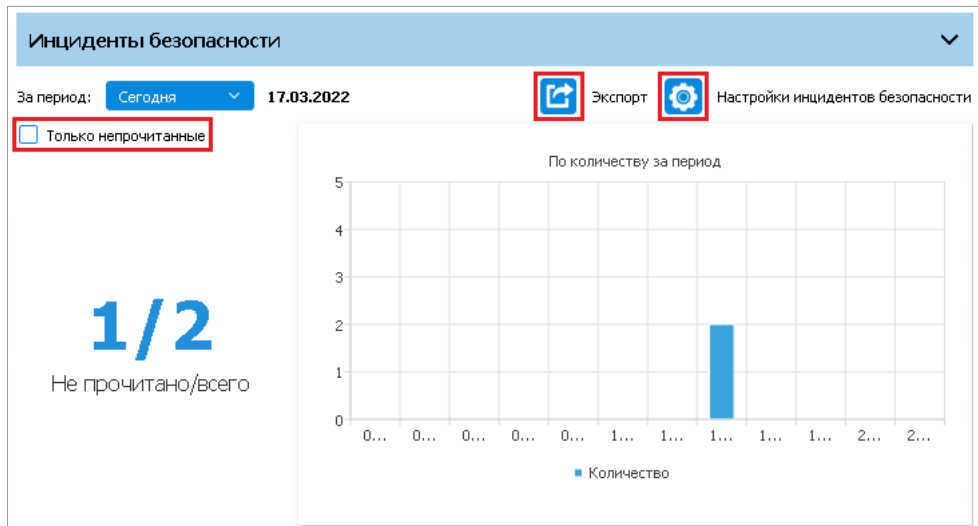 Инциденты безопасности
За период: Сегодня 17.03.2022 Экспорт Настройки инцидентов безопасности
Только непрочитанные
По количеству за период
5
4
3
2
1
0
1/2
Не прочитано/всего
0... 0... 0... 0... 0... 1... 1... 1... 1... 1... 2... 2...
Количество